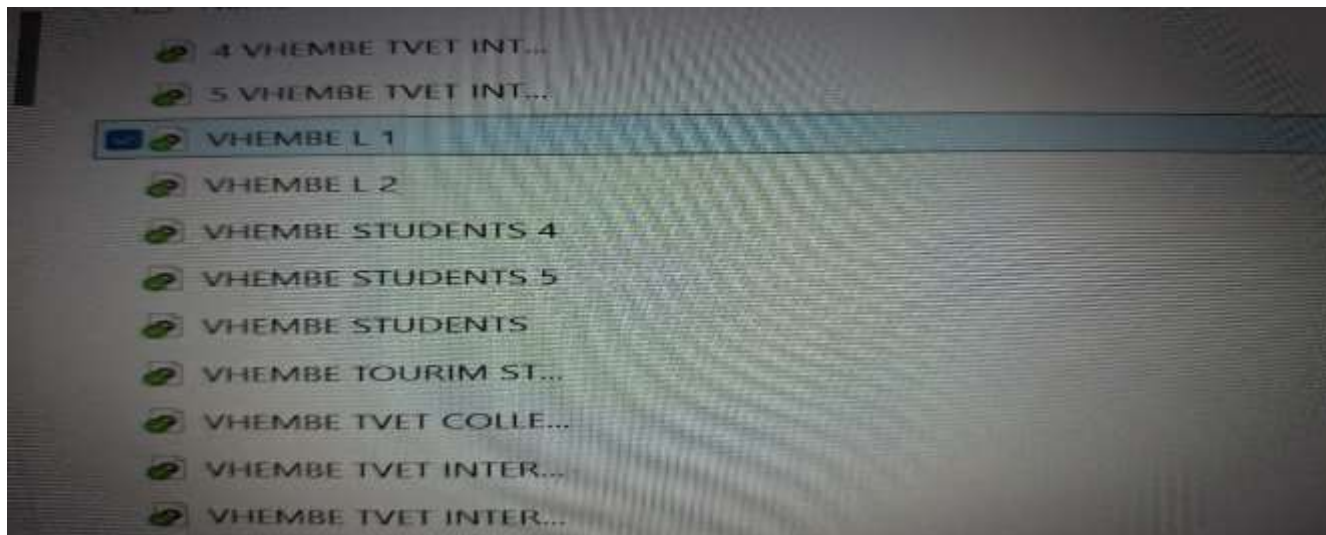 4 VHEMBE TVET INT...
5 VHEMBE TVET INT...
VHEMBE L 1
VHEMBE L 2
VHEMBE STUDENTS 4
VHEMBE STUDENTS 5
VHEMBE STUDENTS
VHEMBE TOURIM ST...
VHEMBE TVET COLLE...
VHEMBE TVET INTER...
VHEMBE TVET INTER...